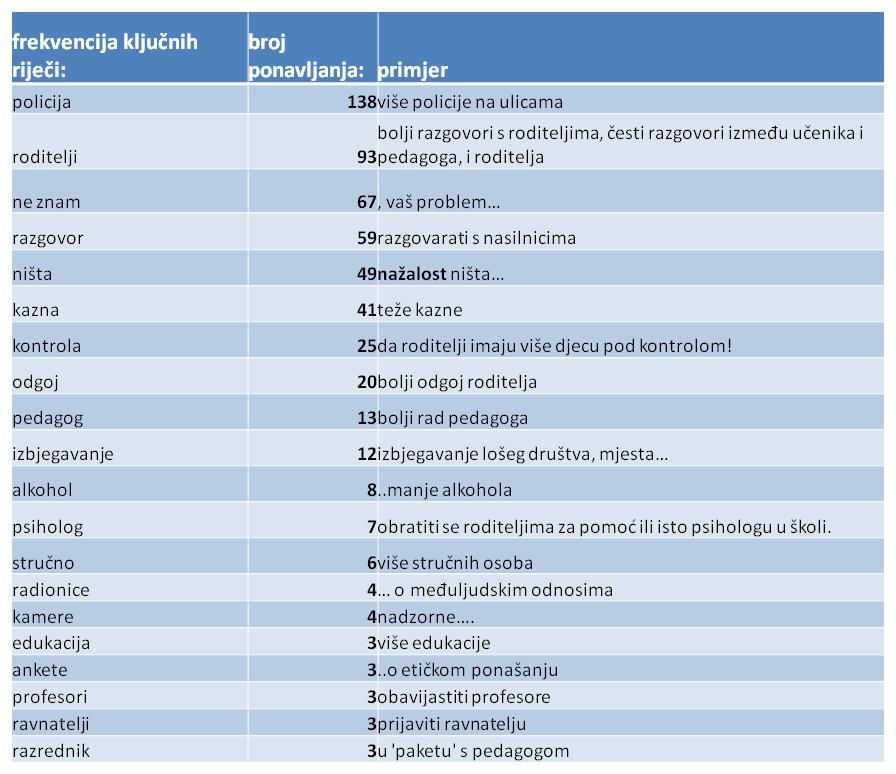 frekvencija ključnih riječi: broj ponavljanja: primjer
policija 138 više policije na ulicama
roditelji 93 bolji razgovori s roditeljima, česti razgovori između učenika i
pedagoga, i roditelja
ne znam 67 , vaš problem...
razgovor 59 razgovarati s nasilnicima
ništa 49 nažalost ništa...
kazna 41 teže kazne
kontrola 25 da roditelji imaju više djecu pod kontrolom!
odgoj 20 bolji odgoj roditelja
pedagog 13 bolji rad pedagoga
izbjegavanje 12 izbjegavanje lošeg društva, mjesta...
alkohol 8 ..manje alkohola
psiholog 7 obratiti se roditeljima za pomoć ili isto psihologu u školi.
stručno 6 više stručnih osoba
radionice 4 ... o međuljudskim odnosima
kamere 4 nadzorne....
edukacija 3 više edukacije
ankete 3 ..o etičkom ponašanju
profesori 3 obavijastiti profesore
ravnatelji 3 prijaviti ravnatelju
razrednik 3 u 'paketu' s pedagogom